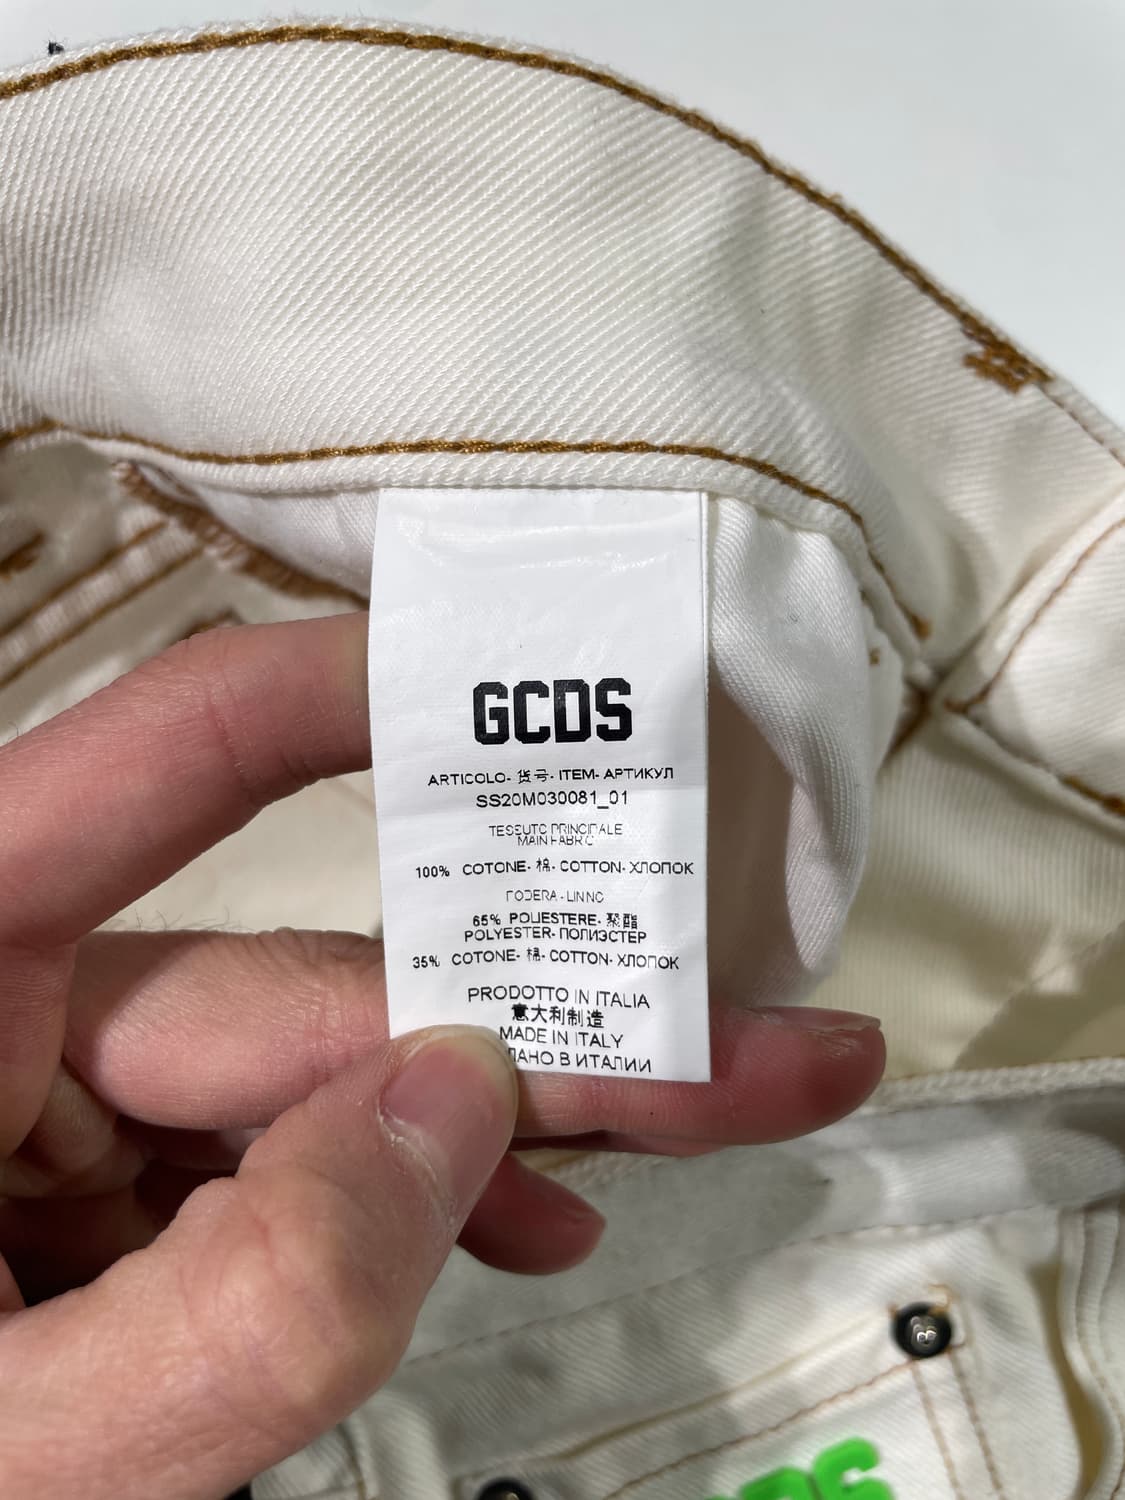 GCDS
ARTICOLO- 货号- ITEM- АРТИКУЛ
SS20M030081_01
TESSUTO PRINCIPALE
MAIN FABRIC
100% COTONE- 棉- COTTON- ХЛОПОК
FODERA - LINING
65% POLIESTERE- 聚酯
POLYESTER- ПОЛИЭСТЕР
35% COTONE- 棉- COTTON- ХЛОПОК
PRODOTTO IN ITALIA
意大利制造
MADE IN ITALY
В ИТАЛИИ